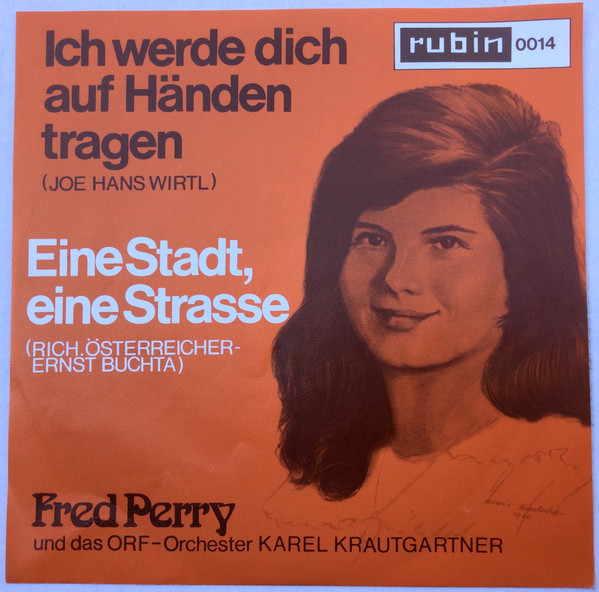 rubin 0014
Ich werde dich
auf Händen
tragen
(JOE HANS WIRTL)
Eine Stadt,
eine Strasse
(RICH. ÖSTERREICHER-
ERNST BUCHTA)
Fred Perry
und das ORF-Orchester KAREL KRAUTGARTNER